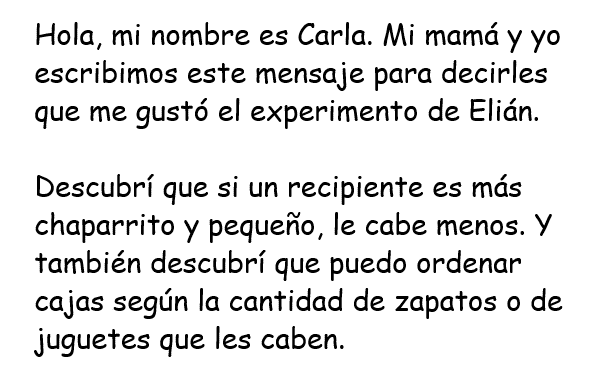 Hola, mi nombre es Carla. Mi mamá y yo
escribimos este mensaje para decirles
que me gustó el experimento de Elián.

Descubrí que si un recipiente es más
chaparrito y pequeño, le cabe menos. Y
también descubrí que puedo ordenar
cajas según la cantidad de zapatos o de
juguetes que les caben.